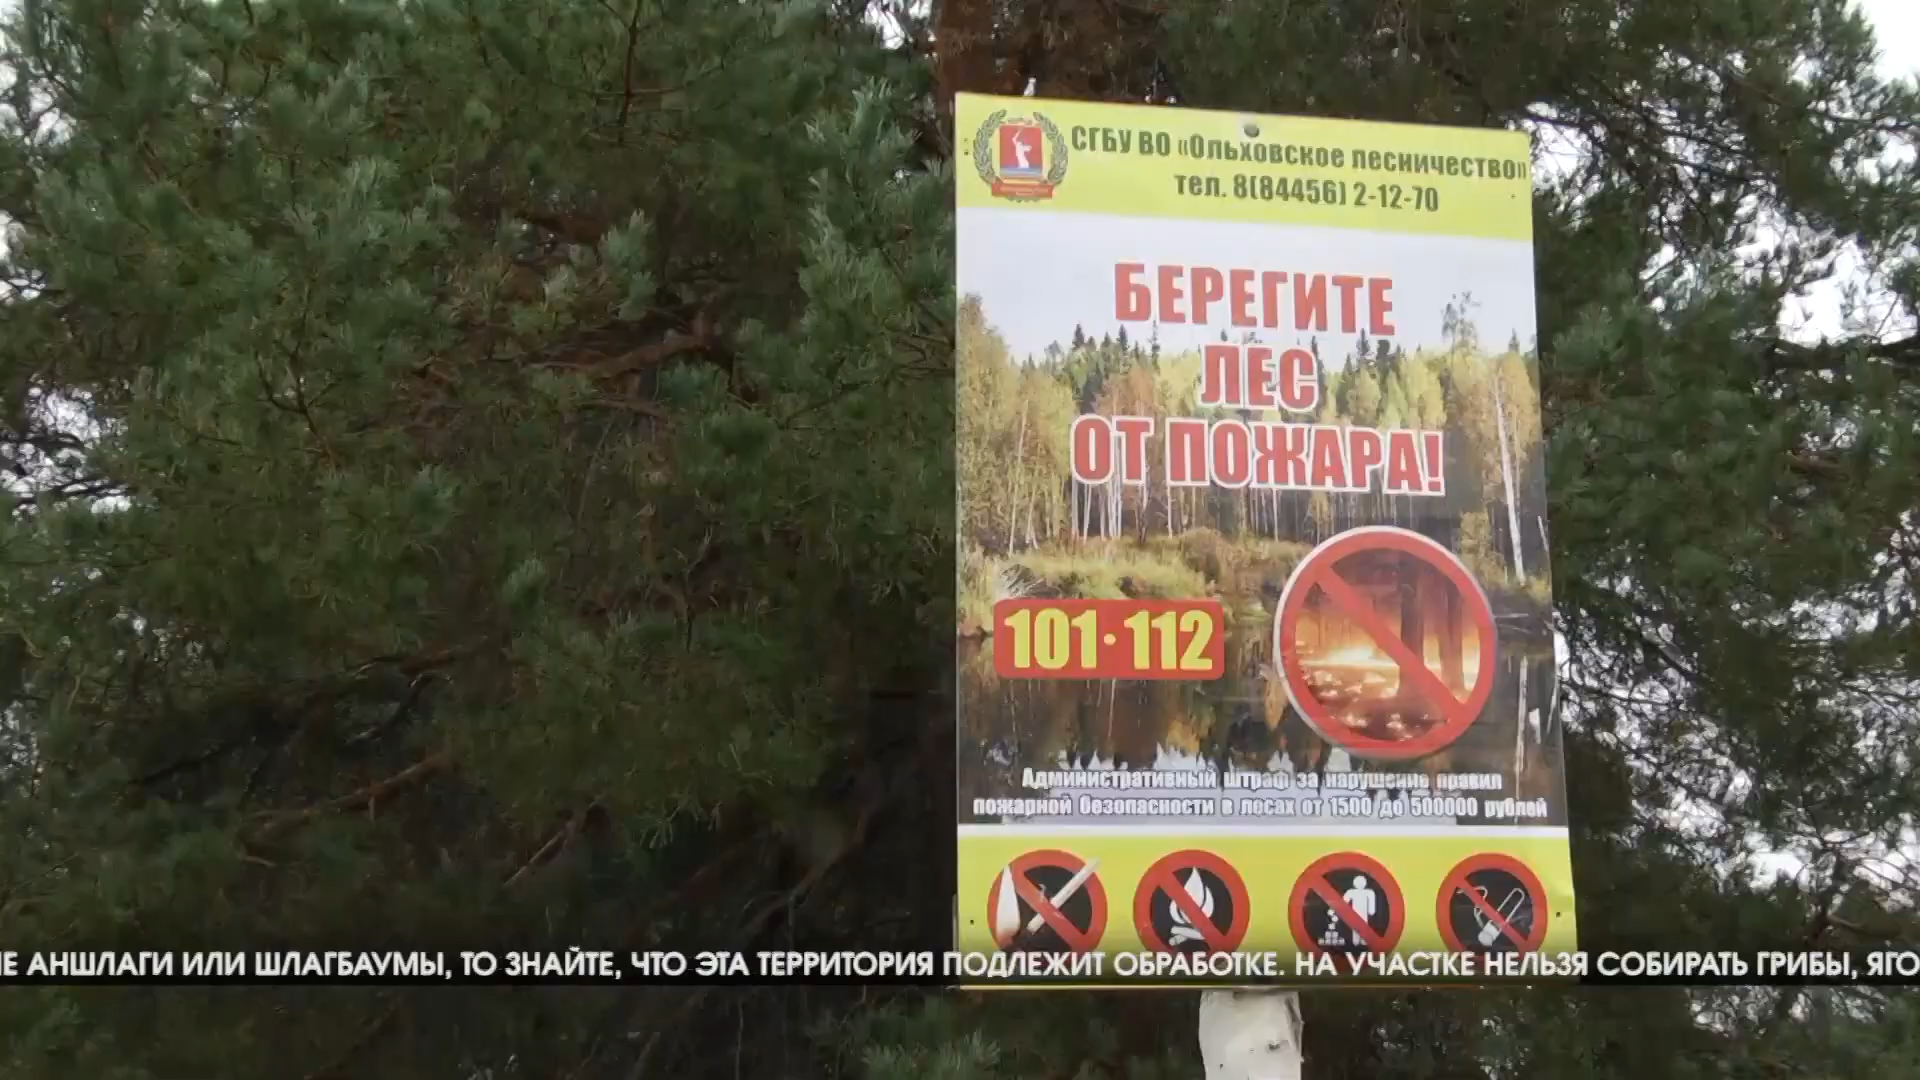 СГБУ ВО «Ольховское лесничество»
тел. 8(84456) 2-12-70
БЕРЕГИТЕ
ЛЕС
ОТ ПОЖАРА!
101·112
Административный штраф за нарушение правил
пожарной безопасности в лесах от 1500 до 500000 рублей
АНШЛАГИ ИЛИ ШЛАГБАУМЫ, ТО ЗНАЙТЕ, ЧТО ЭТА ТЕРРИТОРИЯ ПОДЛЕЖИТ ОБРАБОТКЕ. НА УЧАСТКЕ НЕЛЬЗЯ СОБИРАТЬ ГРИБЫ,